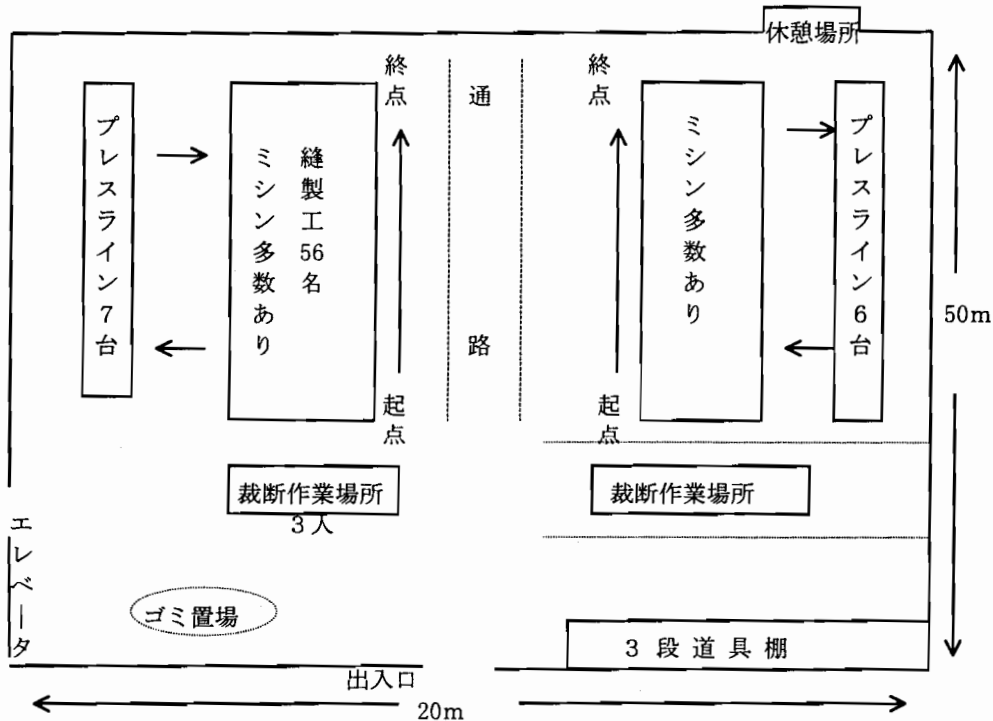 休憩場所
プレスライン7台
縫製工56名
ミシン多数あり
終点
起点
通路
終点
起点
ミシン多数あり
プレスライン6台
50m
裁断作業場所
3人
裁断作業場所
エレベータ
ゴミ置場
3段道具棚
出入口
20m